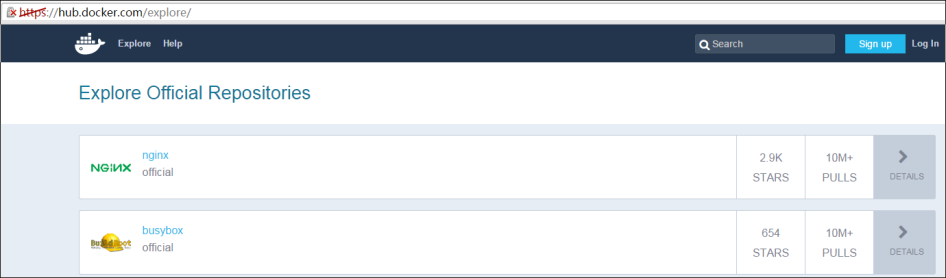 https://hub.docker.com/explore/
Explore Help Search Sign up Log In
Explore Official Repositories
NGINX
nginx
official
2.9K
STARS
10M+
PULLS
DETAILS
BuildRoot
busybox
official
654
STARS
10M+
PULLS
DETAILS